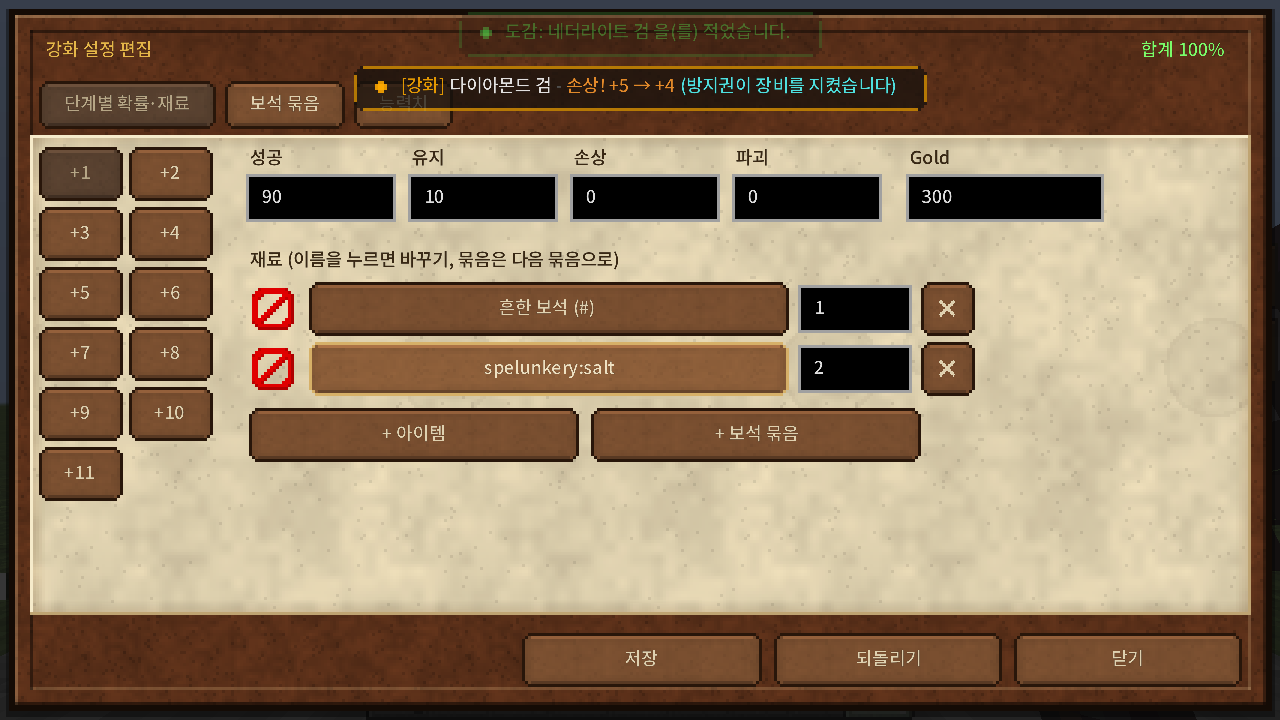 도감: 네더라이트 검 을(를) 적었습니다.
강화 설정 편집
합계 100%
[강화] 다이아몬드 검 - 손상! +5 → +4 (방지권이 장비를 지켰습니다)
단계별 확률·재료
보석 묶음
능력치
+1
+2
+3
+4
+5
+6
+7
+8
+9
+10
+11
성공
유지
손상
파괴
Gold
90
10
0
0
300
재료 (이름을 누르면 바꾸기, 묶음은 다음 묶음으로)
흔한 보석 (#)
1
spelunkery:salt
2
+ 아이템
+ 보석 묶음
저장
되돌리기
닫기